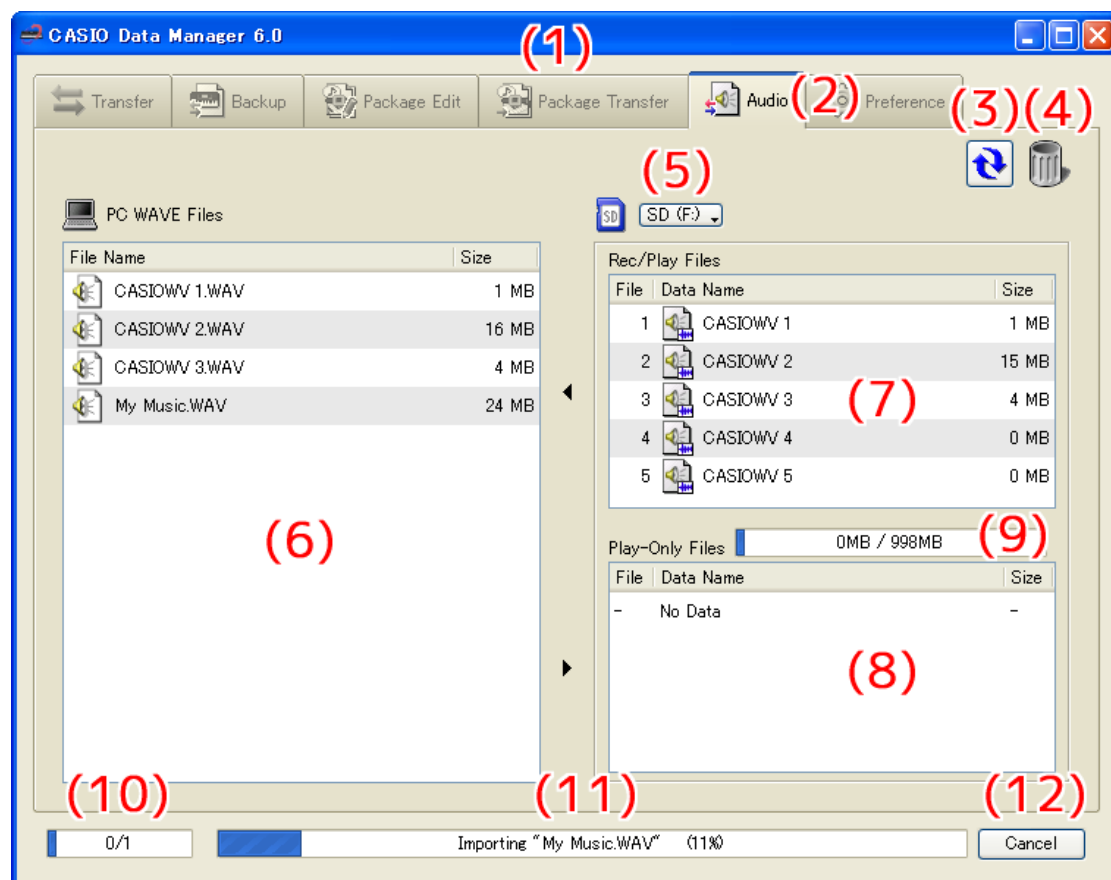 CASIO Data Manager 6.0
(1)
Transfer
Backup
Package Edit
Package Transfer
Audio
(2)
Preference
(3)
(4)
(5)
PC WAVE Files
SD
SD (F:)
File Name Size
CASIOWV 1.WAV 1 MB
CASIOWV 2.WAV 16 MB
CASIOWV 3.WAV 4 MB
My Music.WAV 24 MB
(6)
Rec/Play Files
File Data Name Size
1 CASIOWV 1 1 MB
2 CASIOWV 2 15 MB
3 CASIOWV 3 4 MB
4 CASIOWV 4 0 MB
5 CASIOWV 5 0 MB
(7)
Play-Only Files 0MB / 998MB
(9)
File Data Name Size
- No Data -
(8)
(10)
(11)
(12)
0/1
Importing "My Music.WAV" (11%)
Cancel